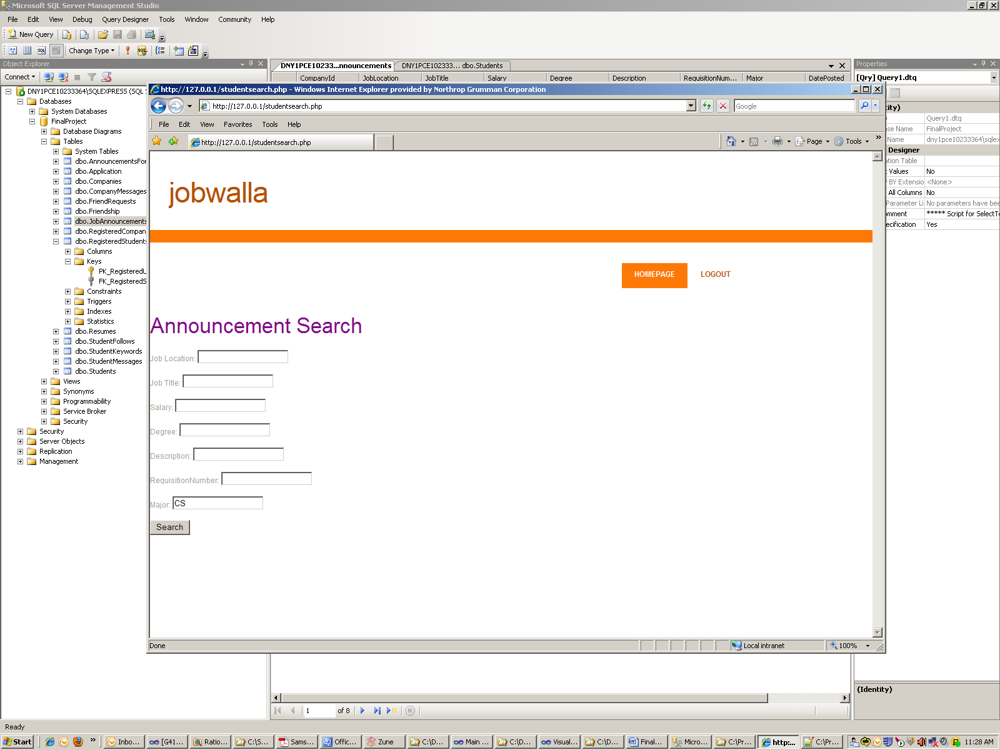 Microsoft SQL Server Management Studio
File Edit View Debug Query Designer Tools Window Community Help
New Query
Change Type
Object Explorer
Connect
DNY1PCE10233364\SQLEXPRESS (SQL
Databases
System Databases
FinalProject
Database Diagrams
Tables
System Tables
dbo.AnnouncementsFor
dbo.Application
dbo.Companies
dbo.CompanyMessages
dbo.FriendRequests
dbo.Friendship
dbo.JobAnnouncements
dbo.RegisteredCompan
dbo.RegisteredStudents
Columns
Keys
PK_RegisteredU
FK_RegisteredS
Constraints
Triggers
Indexes
Statistics
dbo.Resumes
dbo.StudentFollows
dbo.StudentKeywords
dbo.StudentMessages
dbo.Students
Views
Synonyms
Programmability
Service Broker
Security
Security
Server Objects
Replication
Management
DNY1PCE10233...nnouncements DNY1PCE102333... dbo.Students
CompanyId JobLocation JobTitle Salary Degree Description RequisitionNum... Major DatePosted
http://127.0.0.1/studentsearch.php - Windows Internet Explorer provided by Northrop Grumman Corporation
http://127.0.0.1/studentsearch.php
Google
File Edit View Favorites Tools Help
http://127.0.0.1/studentsearch.php
Page Tools
jobwalla
HOMEPAGE LOGOUT
Announcement Search
Job Location:
Job Title:
Salary:
Degree:
Description:
RequisitionNumber:
Major: CS
Search
Done
Local intranet
100%
1 of 8
Properties
[Qry] Query1.dtq
ity)
Query1.dtq
se Name FinalProject
Name dny1pce10233364\sqlex
Designer
ation Table
Values No
BY Extensio <None>
All Columns No
Parameter Li No parameters have bee
mment ***** Script for SelectT
ecification Yes
(Identity)
Ready
Start
Inbo... [G41... Ratio... C:\S... Sams... Offic... Zune C:\D... Main ... C:\D... Visual... C:\D... Final... Micro... C:\Pr... http:... C:\Pr...
11:28 AM